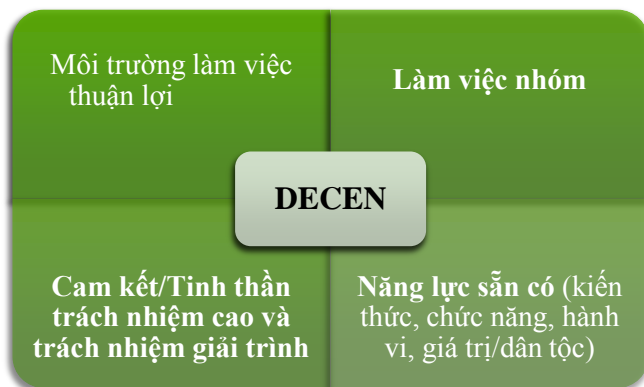 Môi trường làm việc
thuận lợi
Làm việc nhóm
DECEN
Cam kết/Tinh thần
trách nhiệm cao và
trách nhiệm giải trình
Năng lực sẵn có (kiến
thức, chức năng, hành
vi, giá trị/dân tộc)